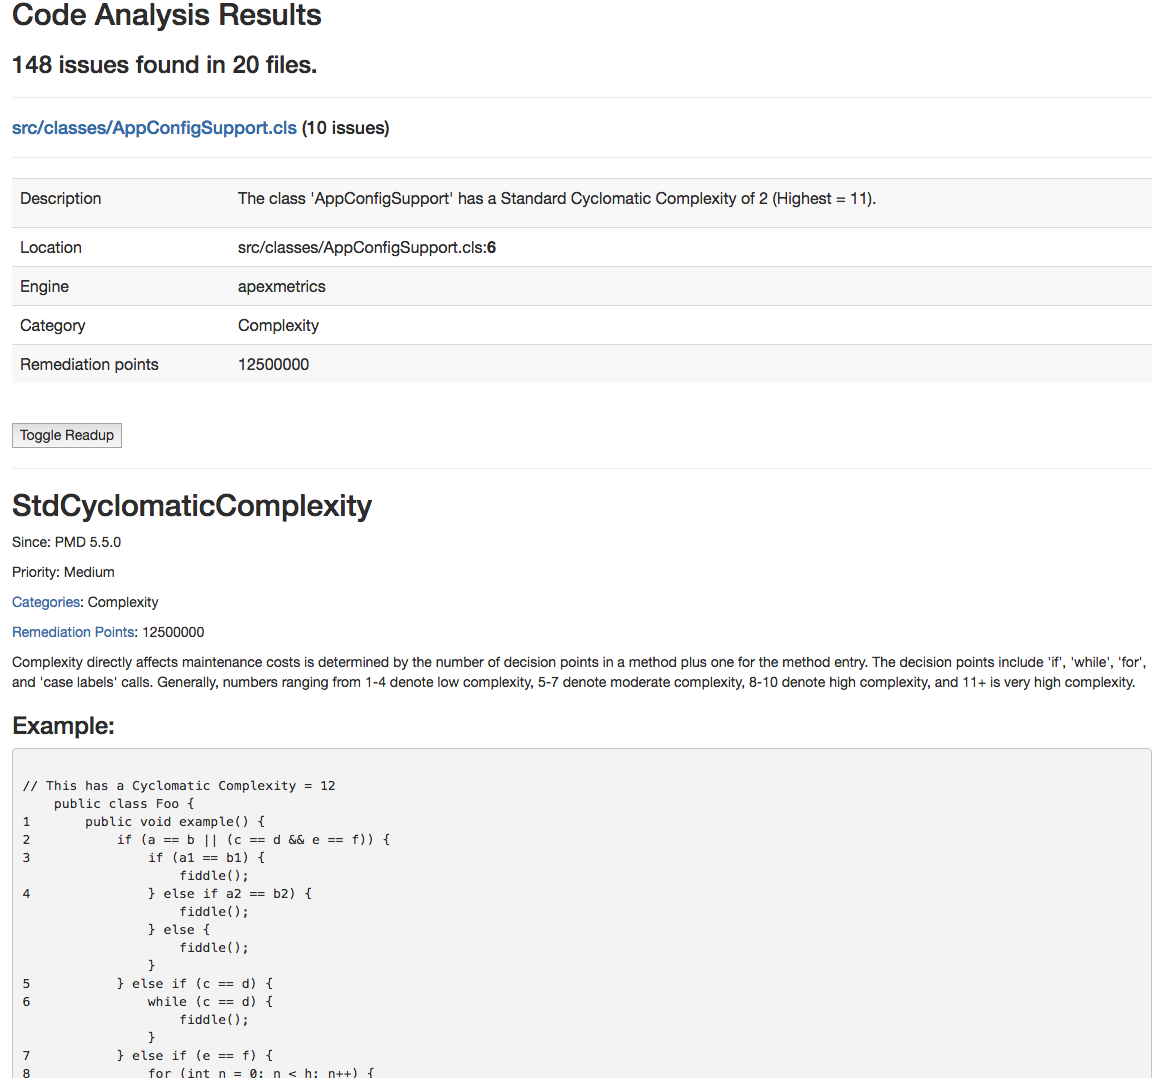 Code Analysis Results
148 issues found in 20 files.
src/classes/AppConfigSupport.cls (10 issues)
Description The class 'AppConfigSupport' has a Standard Cyclomatic Complexity of 2 (Highest = 11).
Location src/classes/AppConfigSupport.cls:6
Engine apexmetrics
Category Complexity
Remediation points 12500000
Toggle Readup
StdCyclomaticComplexity
Since: PMD 5.5.0
Priority: Medium
Categories: Complexity
Remediation Points: 12500000
Complexity directly affects maintenance costs is determined by the number of decision points in a method plus one for the method entry. The decision points include 'if', 'while', 'for',
and 'case labels' calls. Generally, numbers ranging from 1-4 denote low complexity, 5-7 denote moderate complexity, 8-10 denote high complexity, and 11+ is very high complexity.
Example:
// This has a Cyclomatic Complexity = 12
    public class Foo {
1       public void example() {
2           if (a == b || (c == d && e == f)) {
3               if (a1 == b1) {
                    fiddle();
4               } else if a2 == b2) {
                    fiddle();
                } else {
                    fiddle();
                }
5           } else if (c == d) {
6               while (c == d) {
                    fiddle();
                }
7           } else if (e == f) {
8               for (int n = 0; n < h; n++) {